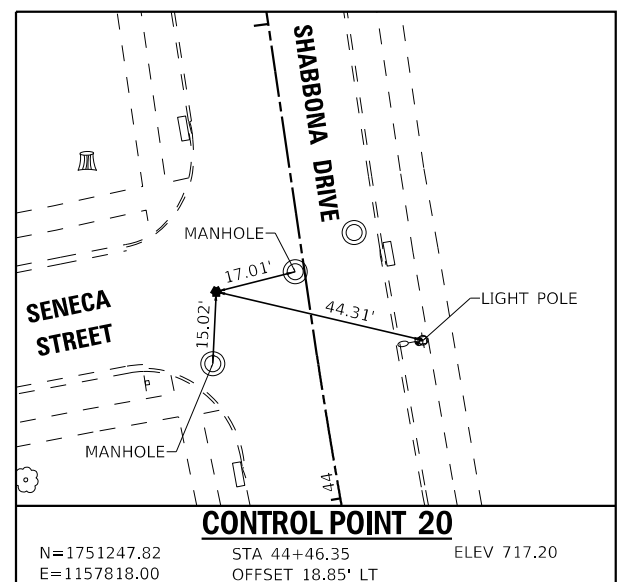 SHABBONA DRIVE
MANHOLE
17.01'
44.31'
LIGHT POLE
SENECA
STREET
15.02'
MANHOLE
44
CONTROL POINT 20
N=1751247.82 STA 44+46.35 ELEV 717.20
E=1157818.00 OFFSET 18.85' LT